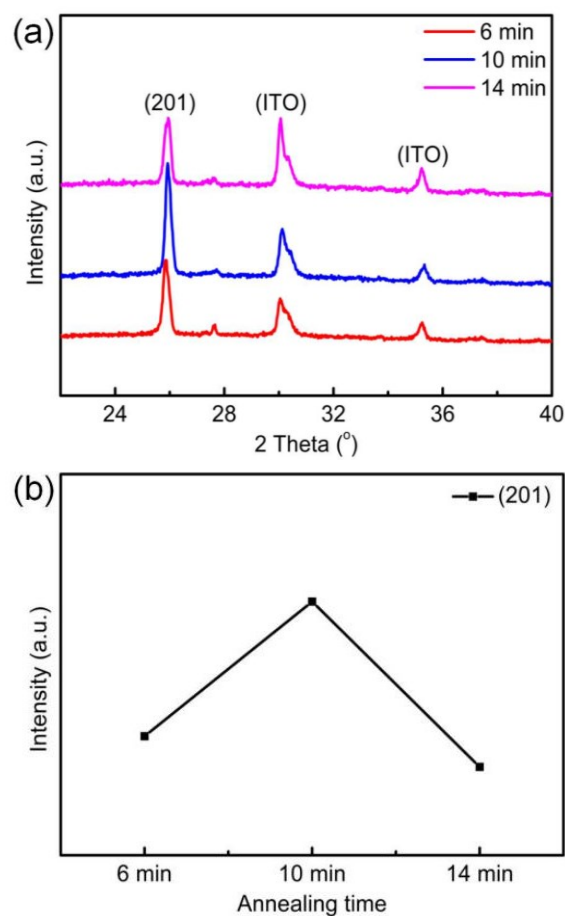 (a)
6 min
10 min
14 min
(201)
(ITO)
(ITO)
Intensity (a.u.)
24 28 32 36 40
2 Theta (°)
(b)
(201)
Intensity (a.u.)
6 min 10 min 14 min
Annealing time